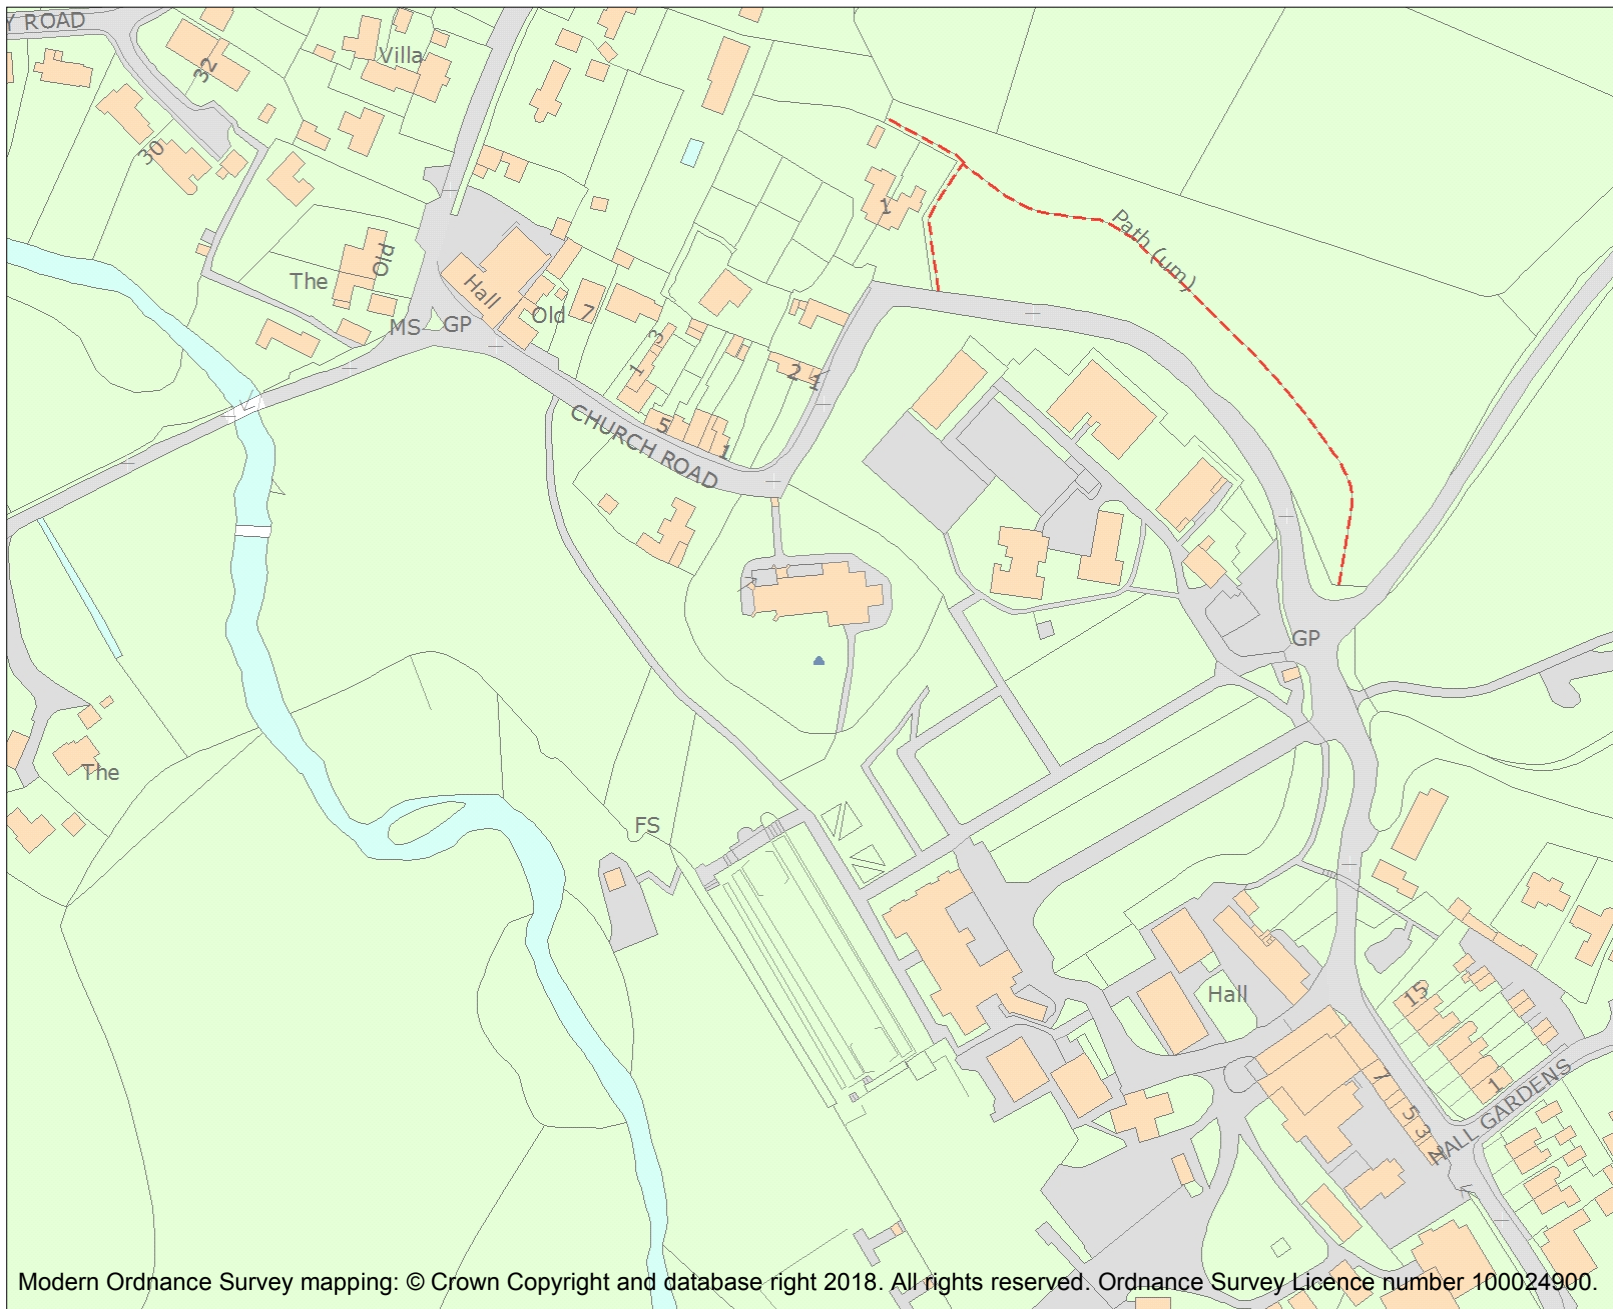 Y ROAD
Villa
32
30
1
Path (um)
Old
The
Hall
Old
7
MS
GP
3
1
2
1
CHURCH ROAD
5
1
GP
The
FS
Hall
15
1
HALL GARDENS
7
5
3
Modern Ordnance Survey mapping: © Crown Copyright and database right 2018. All rights reserved. Ordnance Survey Licence number 100024900.